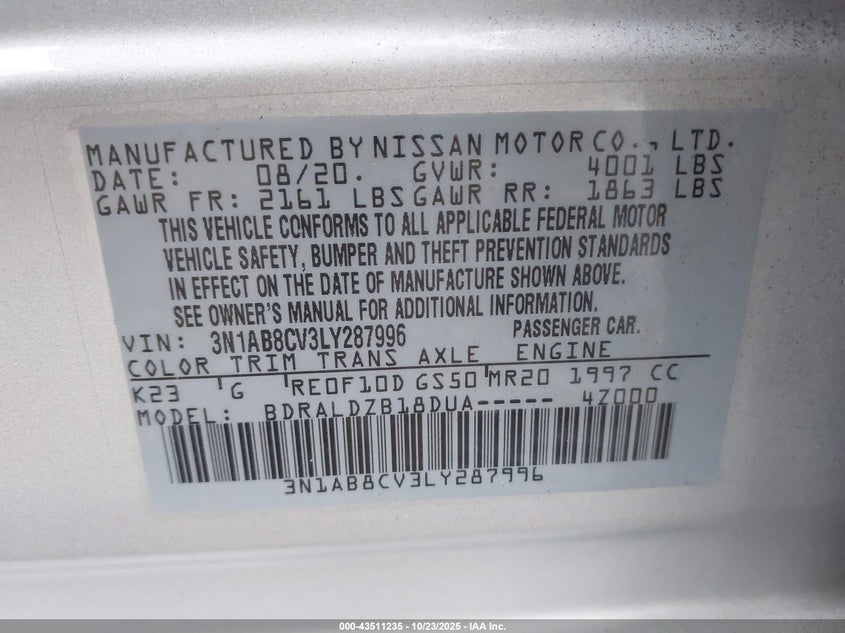 MANUFACTURED BY NISSAN MOTOR CO., LTD.
DATE: 08/20. GVWR: 4001 LBS
GAWR FR: 2161 LBS GAWR RR: 1863 LBS
THIS VEHICLE CONFORMS TO ALL APPLICABLE FEDERAL MOTOR
VEHICLE SAFETY, BUMPER AND THEFT PREVENTION STANDARDS
IN EFFECT ON THE DATE OF MANUFACTURE SHOWN ABOVE.
SEE OWNER'S MANUAL FOR ADDITIONAL INFORMATION.
VIN: 3N1AB8CV3LY287996 PASSENGER CAR.
COLOR TRIM TRANS AXLE ENGINE
K23 G RE0F10D GS50 MR20 1997 CC
MODEL: BDRALDZB18DUA----- 4Z000
3N1AB8CV3LY287996
000-43511235 - 10/23/2025 - IAA Inc.